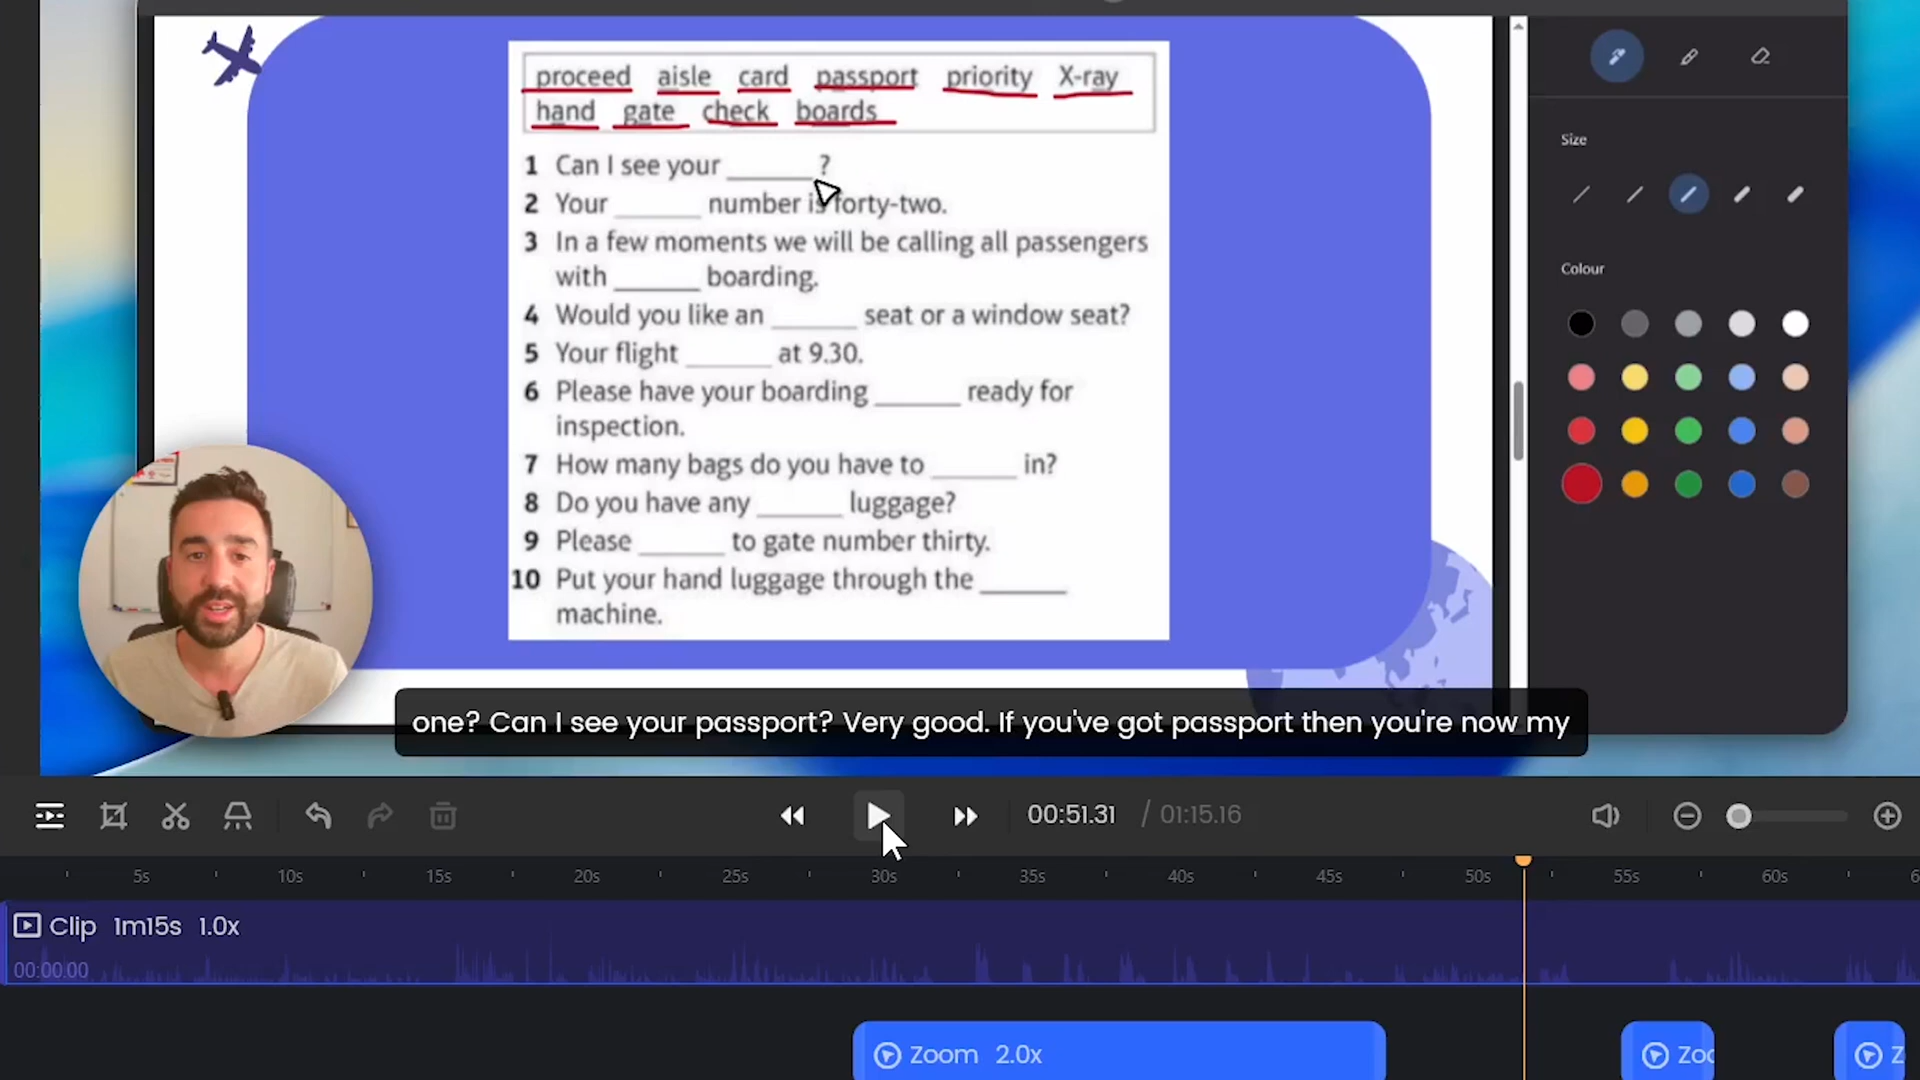 proceed aisle card passport priority X-ray
hand gate check boards
1 Can I see your ______ ?
2 Your ______ number is forty-two.
3 In a few moments we will be calling all passengers
with ______ boarding.
4 Would you like an ______ seat or a window seat?
5 Your flight ______ at 9.30.
6 Please have your boarding ______ ready for
inspection.
7 How many bags do you have to ______ in?
8 Do you have any ______ luggage?
9 Please ______ to gate number thirty.
10 Put your hand luggage through the ______
machine.
Size
Colour
one? Can I see your passport? Very good. If you've got passport then you're now my
00:51.31 / 01:15.16
5s 10s 15s 20s 25s 30s 35s 40s 45s 50s 55s 60s 6
Clip 1m15s 1.0x
00:00.00
Zoom 2.0x Zoo Z